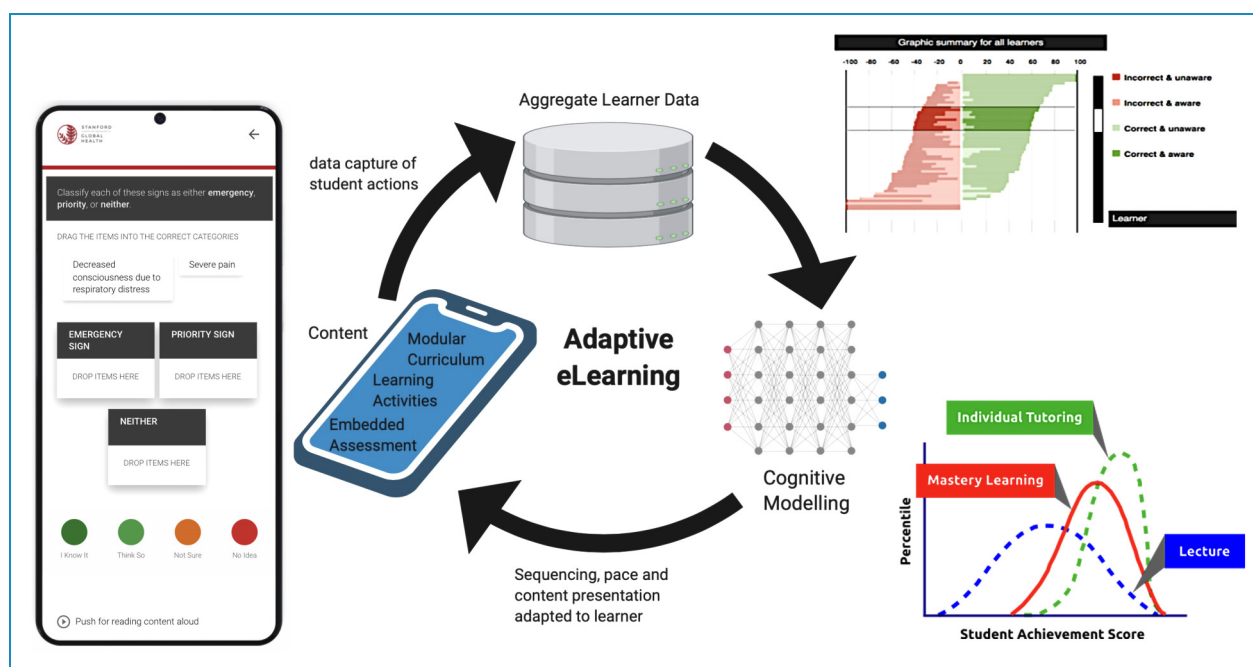 STANFORD
GLOBAL
HEALTH
Classify each of these signs as either emergency,
priority, or neither.
DRAG THE ITEMS INTO THE CORRECT CATEGORIES
Decreased
consciousness due to
respiratory distress
Severe pain
EMERGENCY
SIGN
PRIORITY SIGN
DROP ITEMS HERE
DROP ITEMS HERE
NEITHER
DROP ITEMS HERE
I Know It
Think So
Not Sure
No Idea
Push for reading content aloud
data capture of
student actions
Aggregate Learner Data
Content
Modular
Curriculum
Learning
Activities
Embedded
Assessment
Adaptive
eLearning
Cognitive
Modelling
Sequencing, pace and
content presentation
adapted to learner
Graphic summary for all learners
-100 -80 -60 -40 -20 0 20 40 60 80 100
Incorrect & unaware
Incorrect & aware
Correct & unaware
Correct & aware
Learner
Individual Tutoring
Mastery Learning
Lecture
Percentile
Student Achievement Score